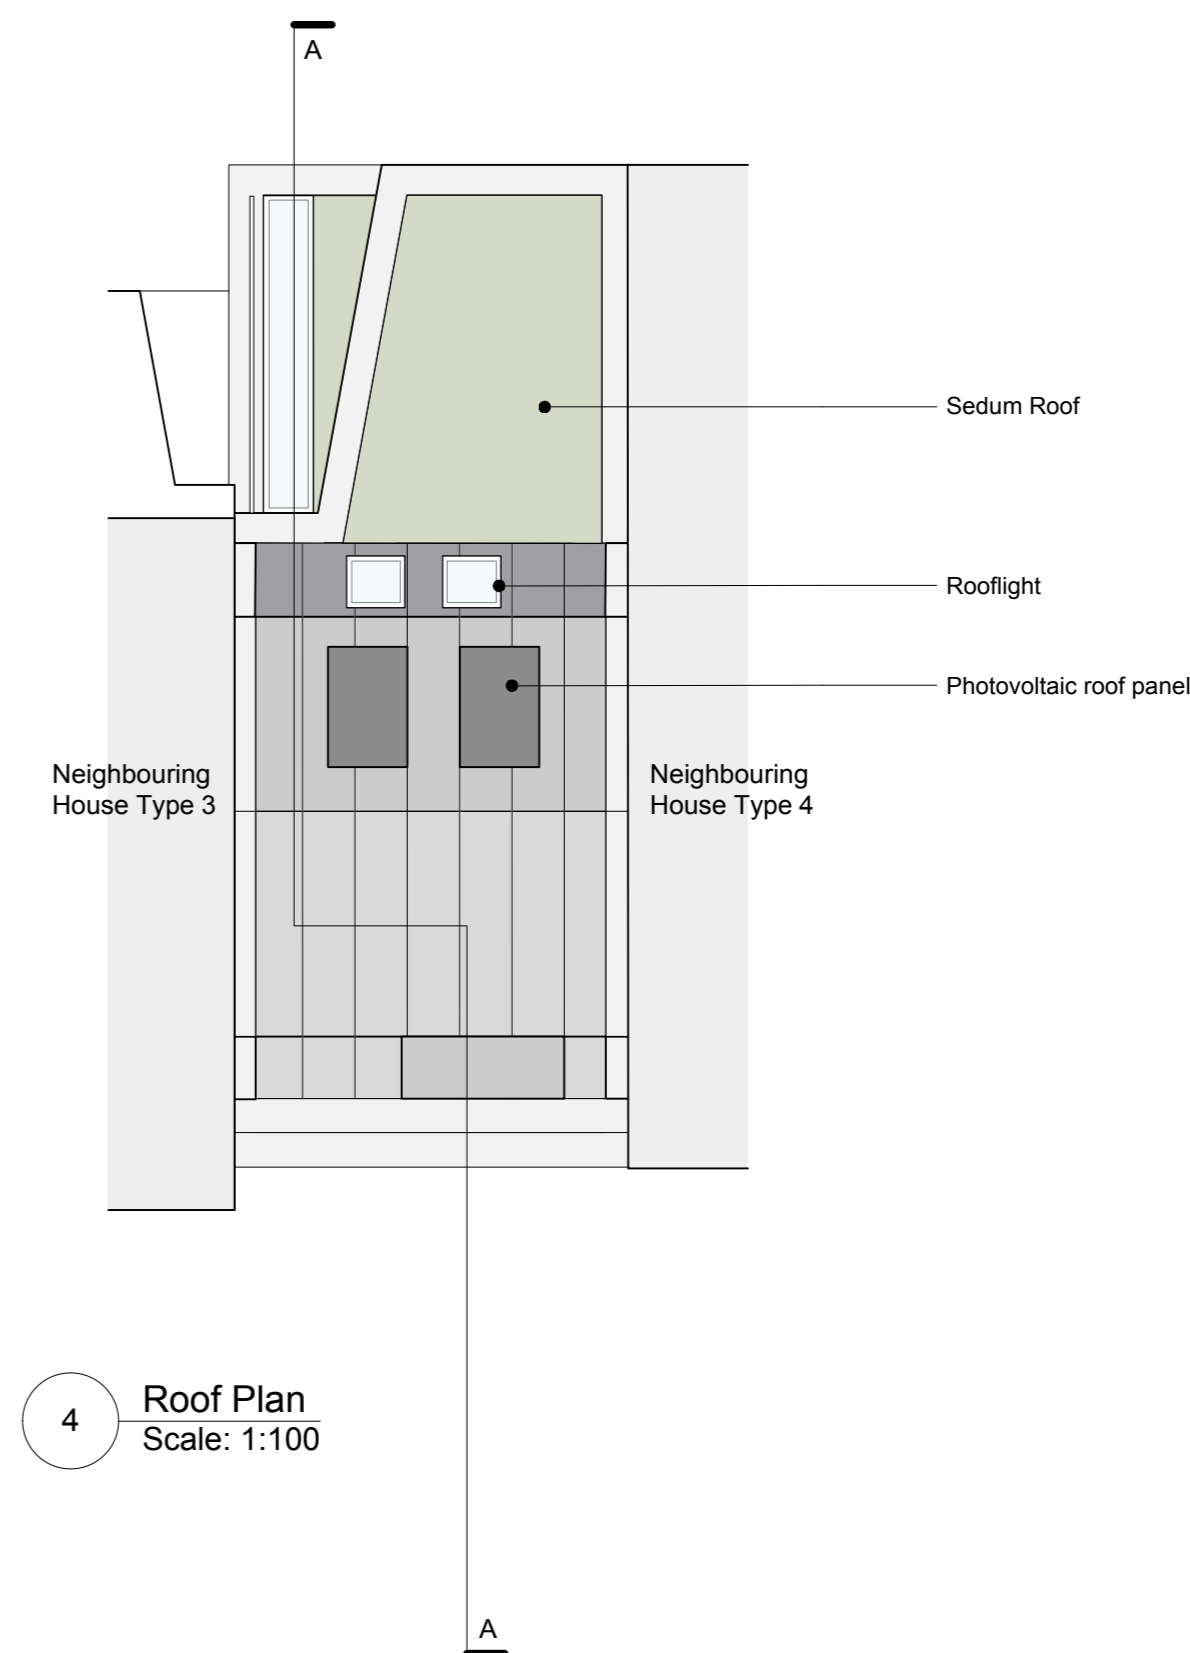 A
Sedum Roof
Rooflight
Photovoltaic roof panel
Neighbouring
House Type 3
Neighbouring
House Type 4
4
Roof Plan
Scale: 1:100
A